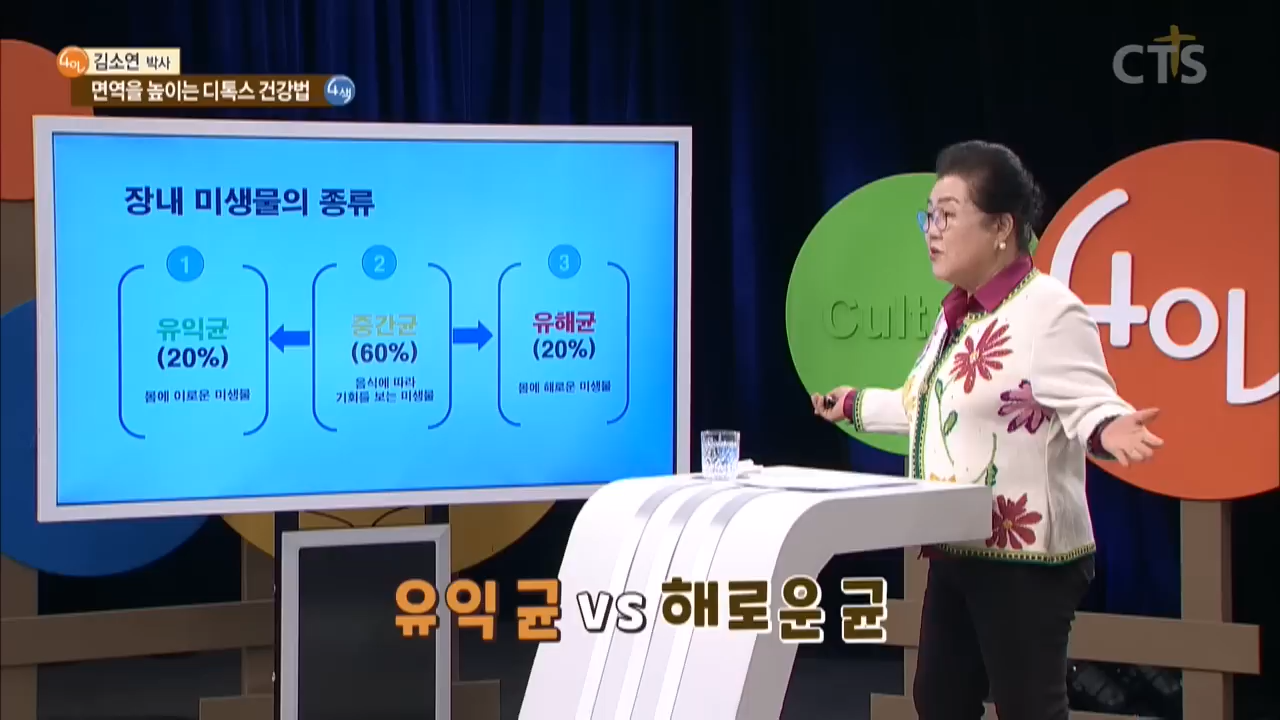 4인
김소연 박사
면역을 높이는 디톡스 건강법
4색
CTS
장내 미생물의 종류
1
2
3
유익균
(20%)
몸에 이로운 미생물
중간균
(60%)
음식에 따라
기회를 보는 미생물
유해균
(20%)
몸에 해로운 미생물
Cult
4인
유익균 vs 해로운 균